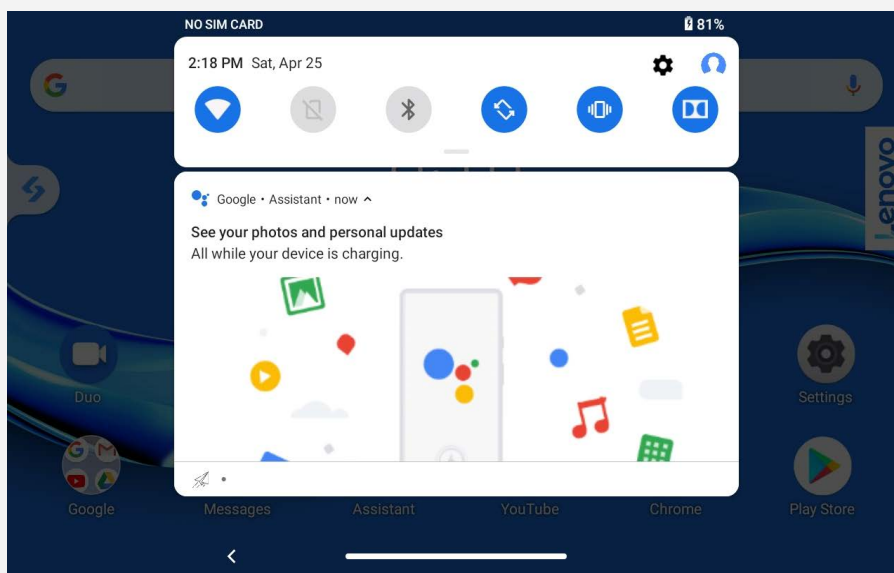 NO SIM CARD 81%
2:18 PM Sat, Apr 25
Google • Assistant • now
See your photos and personal updates
All while your device is charging.
Lenovo
Duo
Settings
Google
Messages
Assistant
YouTube
Chrome
Play Store